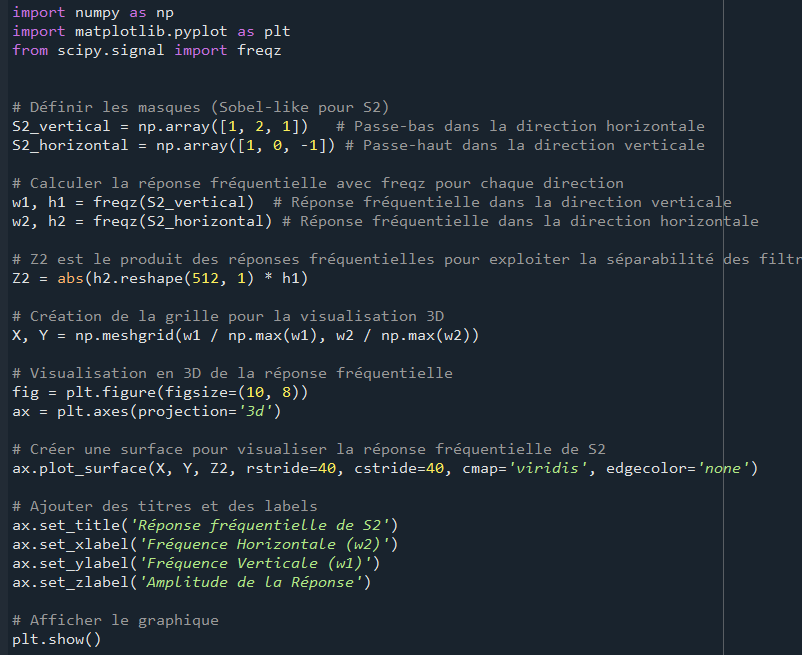 import numpy as np
import matplotlib.pyplot as plt
from scipy.signal import freqz
# Définir les masques (Sobel-like pour S2)
S2_vertical = np.array([1, 2, 1])   # Passe-bas dans la direction horizontale
S2_horizontal = np.array([1, 0, -1]) # Passe-haut dans la direction verticale
# Calculer la réponse fréquentielle avec freqz pour chaque direction
w1, h1 = freqz(S2_vertical)  # Réponse fréquentielle dans la direction verticale
w2, h2 = freqz(S2_horizontal) # Réponse fréquentielle dans la direction horizontale
# Z2 est le produit des réponses fréquentielles pour exploiter la séparabilité des filtr
Z2 = abs(h2.reshape(512, 1) * h1)
# Création de la grille pour la visualisation 3D
X, Y = np.meshgrid(w1 / np.max(w1), w2 / np.max(w2))
# Visualisation en 3D de la réponse fréquentielle
fig = plt.figure(figsize=(10, 8))
ax = plt.axes(projection='3d')
# Créer une surface pour visualiser la réponse fréquentielle de S2
ax.plot_surface(X, Y, Z2, rstride=40, cstride=40, cmap='viridis', edgecolor='none')
# Ajouter des titres et des labels
ax.set_title('Réponse fréquentielle de S2')
ax.set_xlabel('Fréquence Horizontale (w2)')
ax.set_ylabel('Fréquence Verticale (w1)')
ax.set_zlabel('Amplitude de la Réponse')
# Afficher le graphique
plt.show()